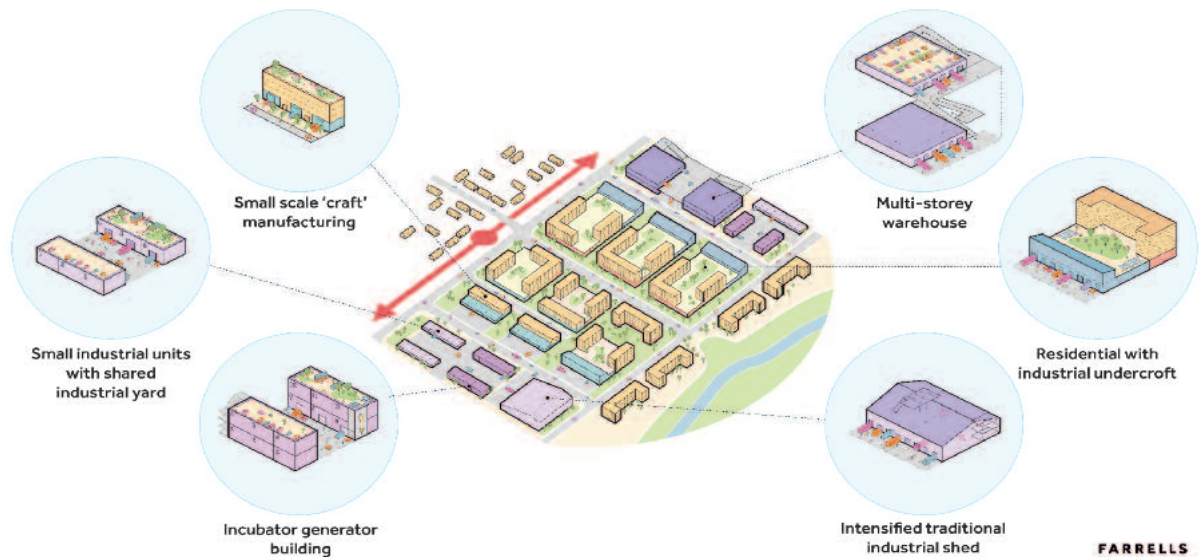 Small scale ‘craft’
manufacturing
Multi-storey
warehouse
Small industrial units
with shared
industrial yard
Residential with
industrial undercroft
Incubator generator
building
Intensified traditional
industrial shed
FARRELLS